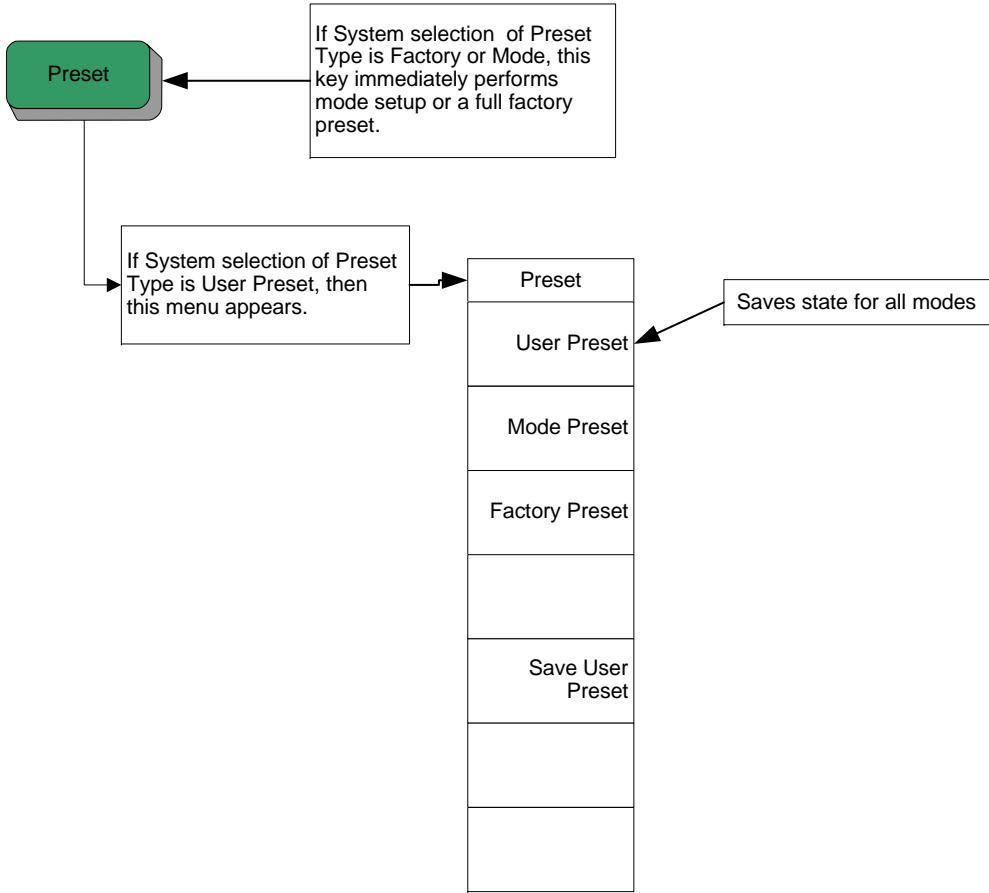 Preset
If System selection of Preset
Type is Factory or Mode, this
key immediately performs
mode setup or a full factory
preset.
If System selection of Preset
Type is User Preset, then
this menu appears.
Preset
User Preset
Saves state for all modes
Mode Preset
Factory Preset
Save User
Preset